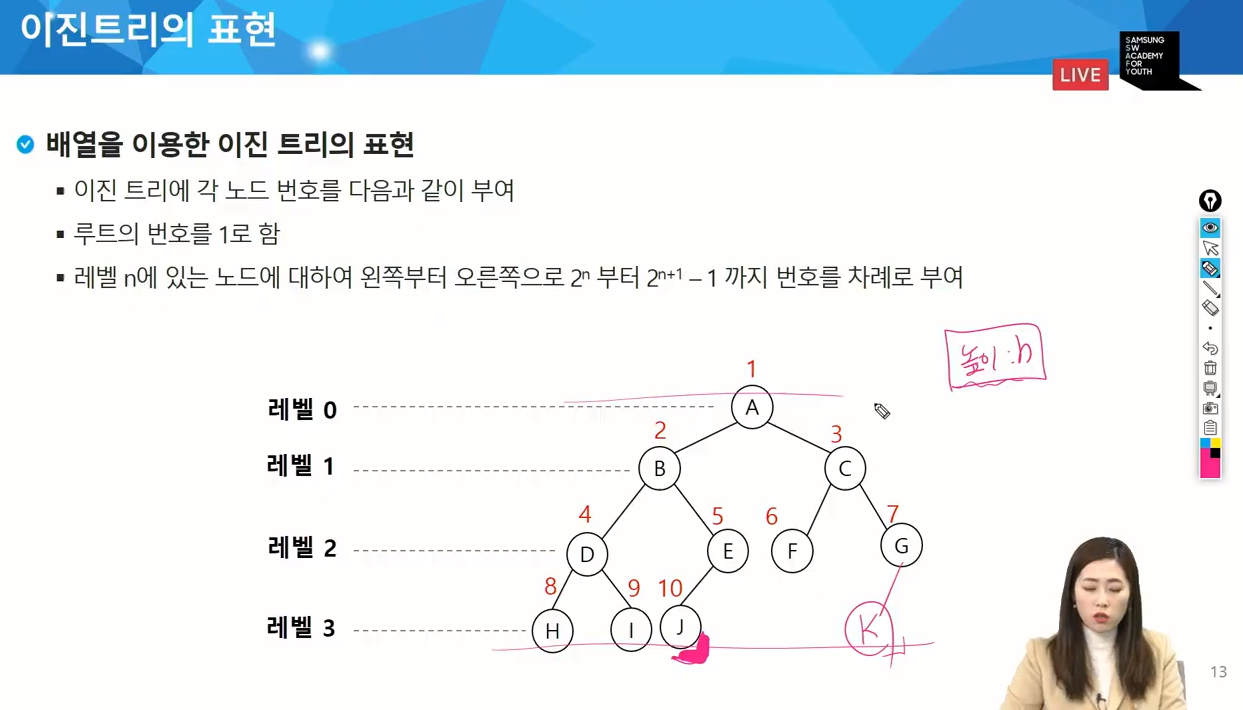 이진트리의 표현
SAMSUNG
SW
ACADEMY
FOR
YOUTH
LIVE
배열을 이용한 이진 트리의 표현
▪ 이진 트리에 각 노드 번호를 다음과 같이 부여
▪ 루트의 번호를 1로 함
▪ 레벨 n에 있는 노드에 대하여 왼쪽부터 오른쪽으로 2ⁿ 부터 2ⁿ⁺¹ – 1 까지 번호를 차례로 부여
높이 : h
1
레벨 0 A
2 3
레벨 1 B C
4 5 6 7
레벨 2 D E F G
8 9 10
레벨 3 H I J K
13